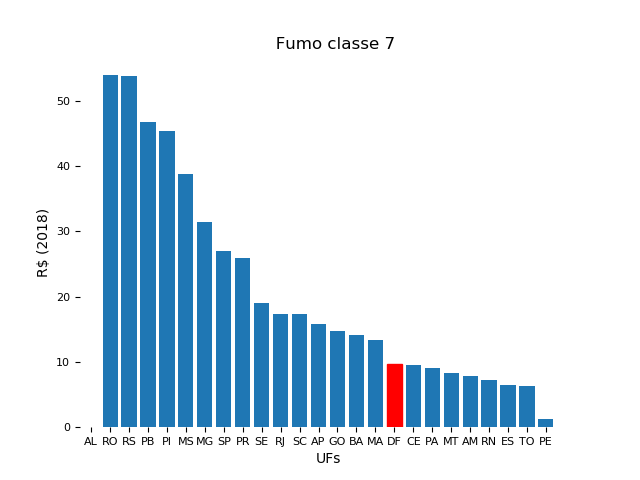 Fumo classe 7
R$ (2018)
50
40
30
20
10
0
AL RO RS PB PI MS MG SP PR SE RJ SC AP GO BA MA DF CE PA MT AM RN ES TO PE
UFs